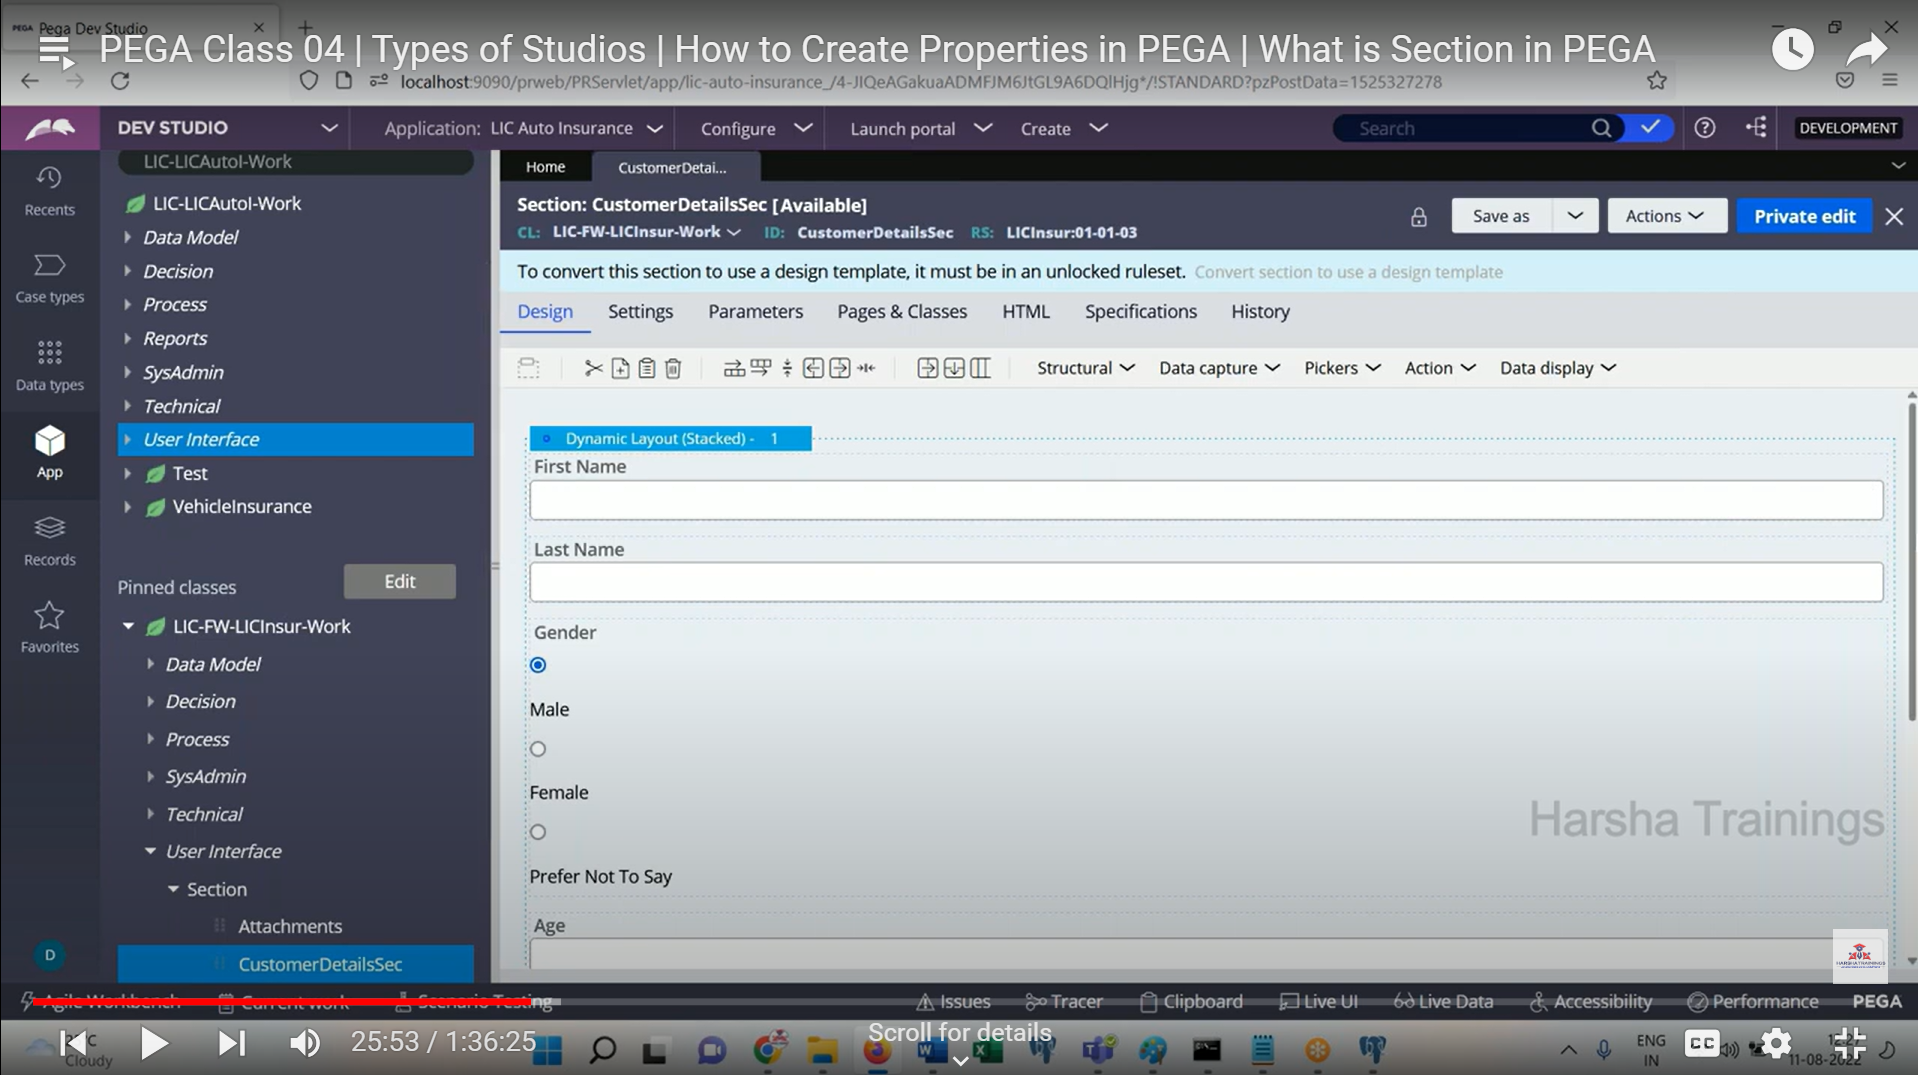 PEGA Pega Dev Studio
PEGA Class 04 | Types of Studios | How to Create Properties in PEGA | What is Section in PEGA
localhost:9090/prweb/PRServlet/app/lic-auto-insurance_/4-JIQeAGakuaADMFJM6JtGL9A6DQlHjg*/!STANDARD?pzPostData=1525327278
DEV STUDIO
Application: LIC Auto Insurance
Configure
Launch portal
Create
Search
DEVELOPMENT
Recents
Case types
Data types
App
Records
Favorites
D
LIC-LICAutoI-Work
LIC-LICAutoI-Work
Data Model
Decision
Process
Reports
SysAdmin
Technical
User Interface
Test
VehicleInsurance
Pinned classes
Edit
LIC-FW-LICInsur-Work
Data Model
Decision
Process
SysAdmin
Technical
User Interface
Section
Attachments
CustomerDetailsSec
Home
CustomerDetai...
Section: CustomerDetailsSec [Available]
CL: LIC-FW-LICInsur-Work ID: CustomerDetailsSec RS: LICInsur:01-01-03
Save as
Actions
Private edit
To convert this section to use a design template, it must be in an unlocked ruleset. Convert section to use a design template
Design Settings Parameters Pages & Classes HTML Specifications History
Structural Data capture Pickers Action Data display
Dynamic Layout (Stacked) - 1
First Name
Last Name
Gender
Male
Female
Prefer Not To Say
Age
Harsha Trainings
HARSHA TRAININGS
Agile Workbench Current work Scenario Testing
Issues Tracer Clipboard Live UI Live Data Accessibility Performance PEGA
Cloudy
25:53 / 1:36:25
Scroll for details
ENG
IN
CC
11-08-2022